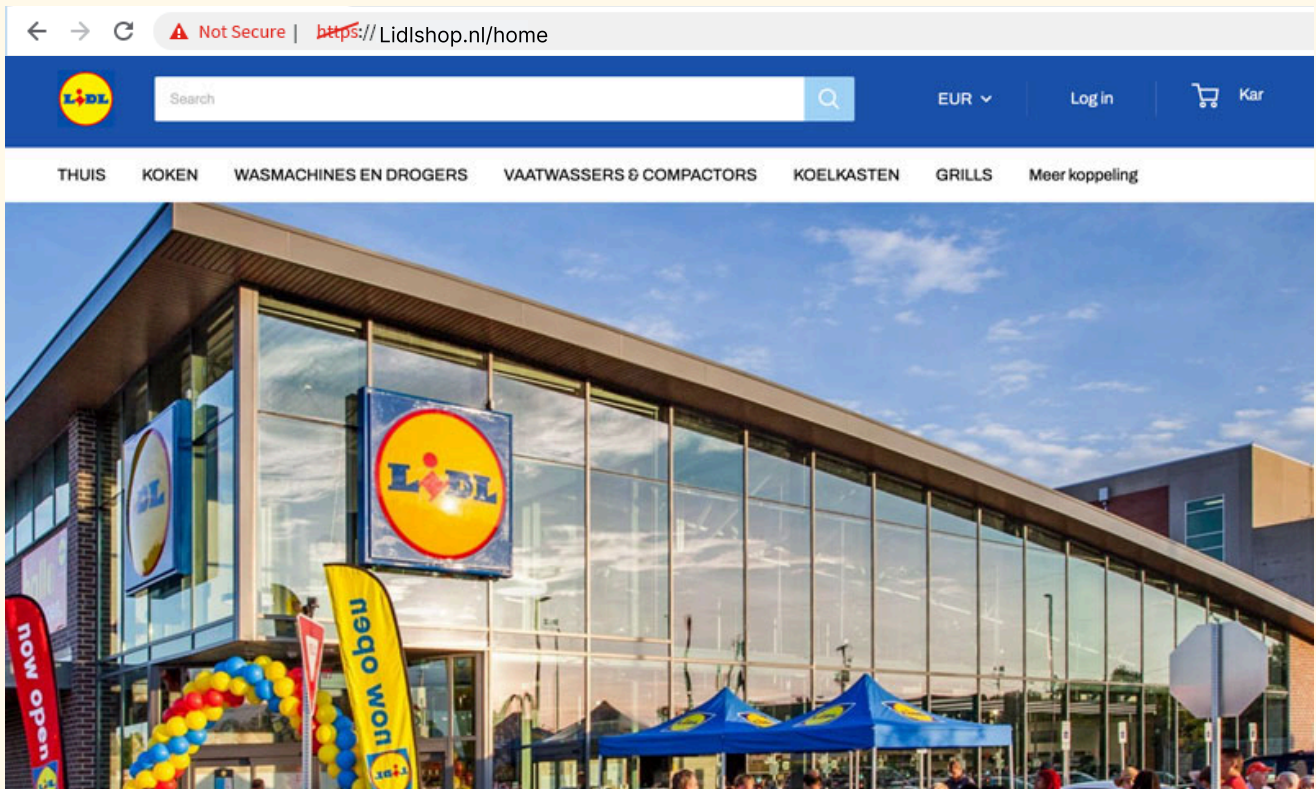 Not Secure | https:// Lidlshop.nl/home
LIDL Search EUR Log in Kar
THUIS KOKEN WASMACHINES EN DROGERS VAATWASSERS & COMPACTORS KOELKASTEN GRILLS Meer koppeling
LIDL
LIDL
now open
now open
LIDL